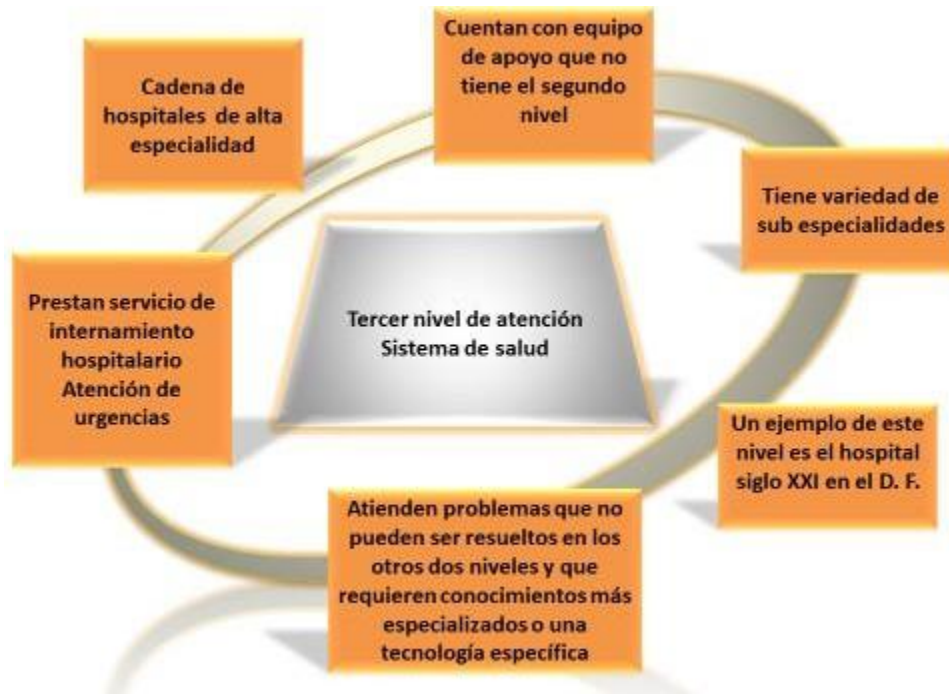 Cuentan con equipo
de apoyo que no
tiene el segundo
nivel
Cadena de
hospitales de alta
especialidad
Tiene variedad de
sub especialidades
Prestan servicio de
internamiento
hospitalario
Atención de
urgencias
Tercer nivel de atención
Sistema de salud
Un ejemplo de este
nivel es el hospital
siglo XXI en el D. F.
Atienden problemas que no
pueden ser resueltos en los
otros dos niveles y que
requieren conocimientos más
especializados o una
tecnología específica